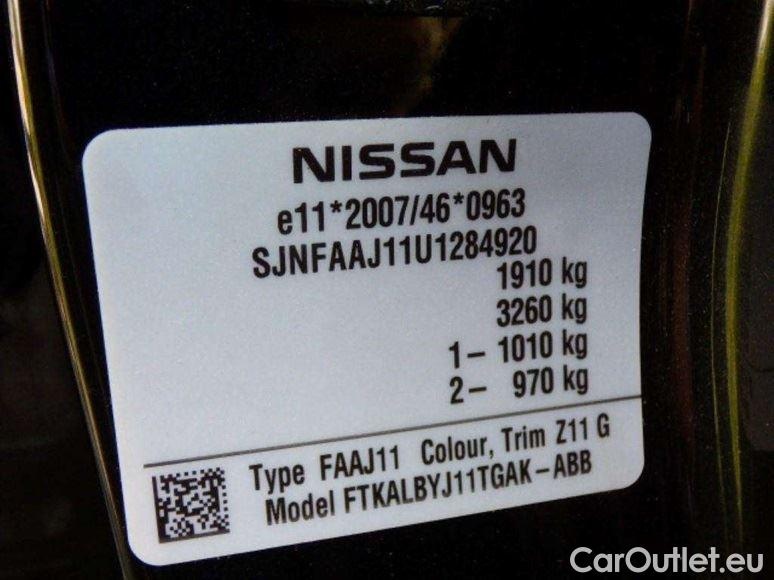 NISSAN
e11*2007/46*0963
SJNFAAJ11U1284920
1910 kg
3260 kg
1– 1010 kg
2– 970 kg
Type FAAJ11 Colour, Trim Z11 G
Model FTKALBYJ11TGAK–ABB
CarOutlet.eu